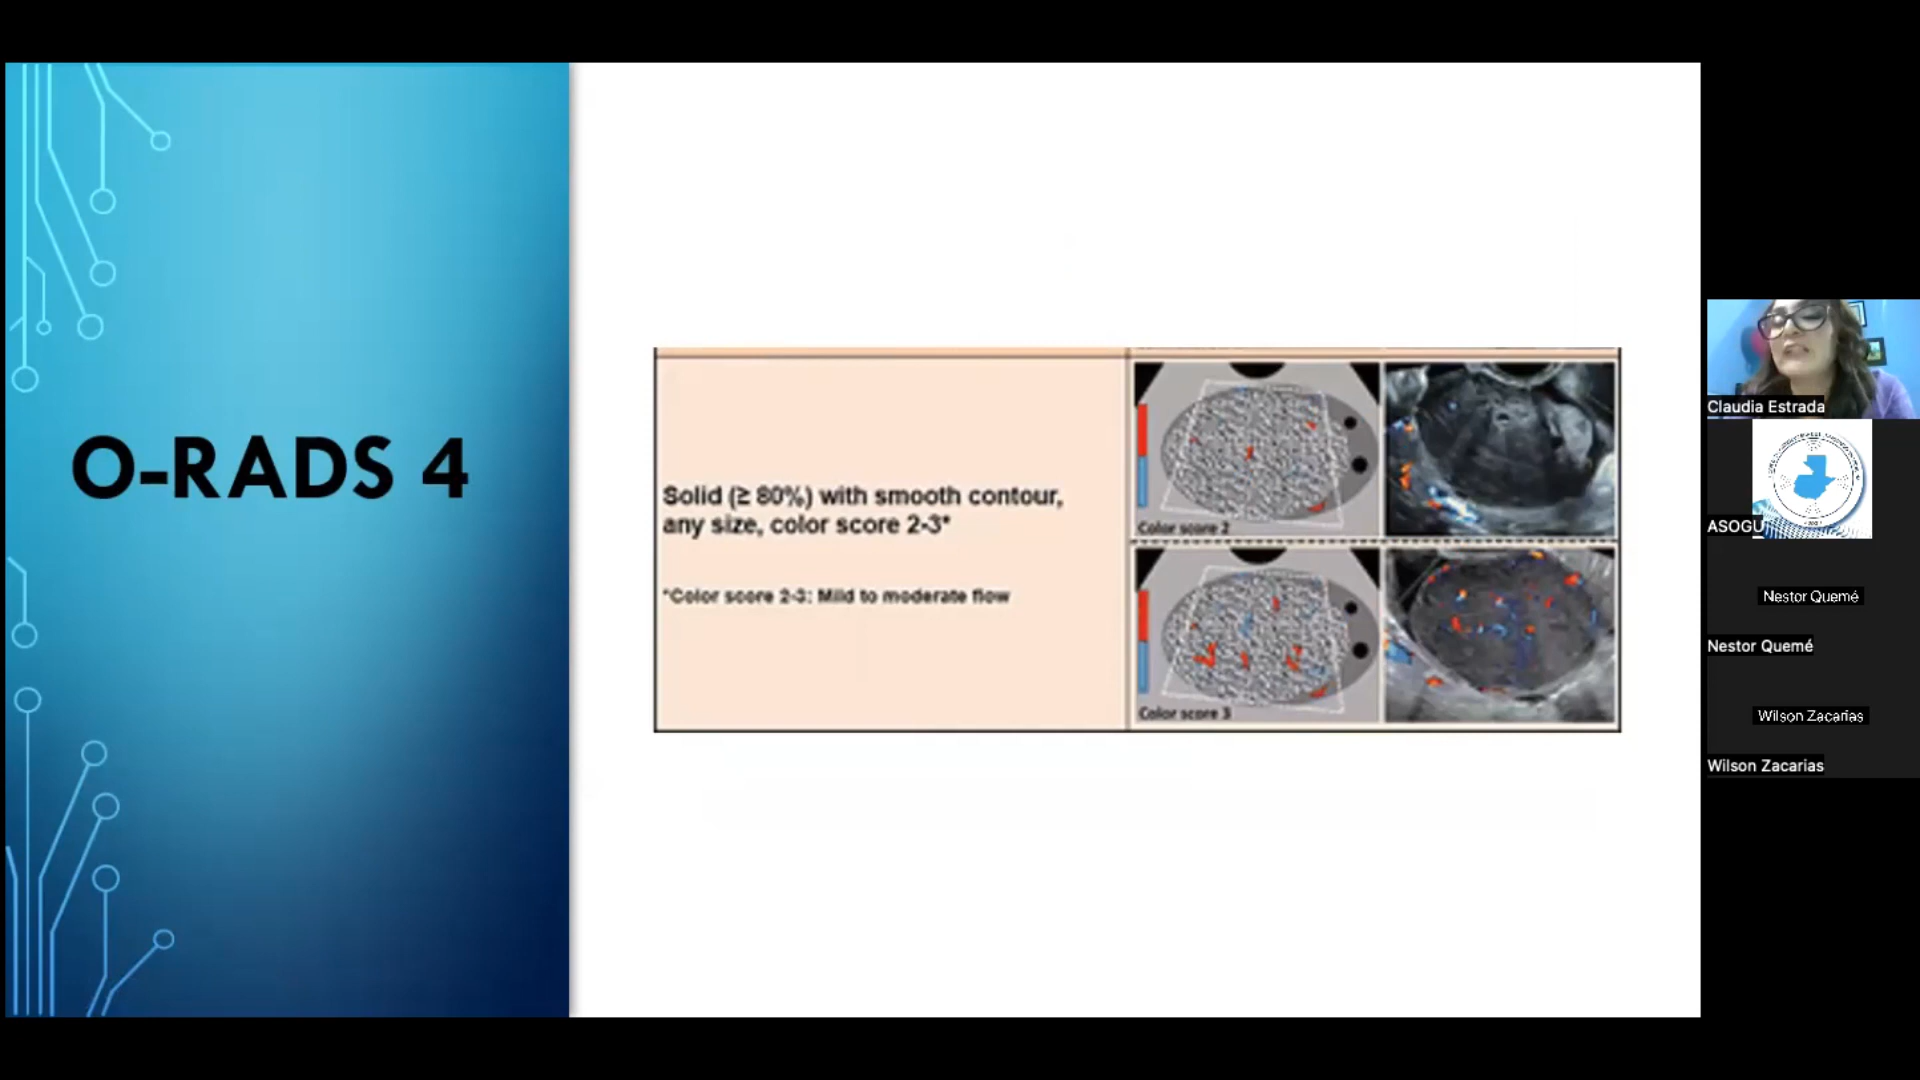 O-RADS 4
Solid (≥ 80%) with smooth contour,
any size, color score 2-3*
*Color score 2-3: Mild to moderate flow
Color score 2
Color score 3
Claudia Estrada
ASOGU
Nestor Quemé
Nestor Quemé
Wilson Zacarias
Wilson Zacarias